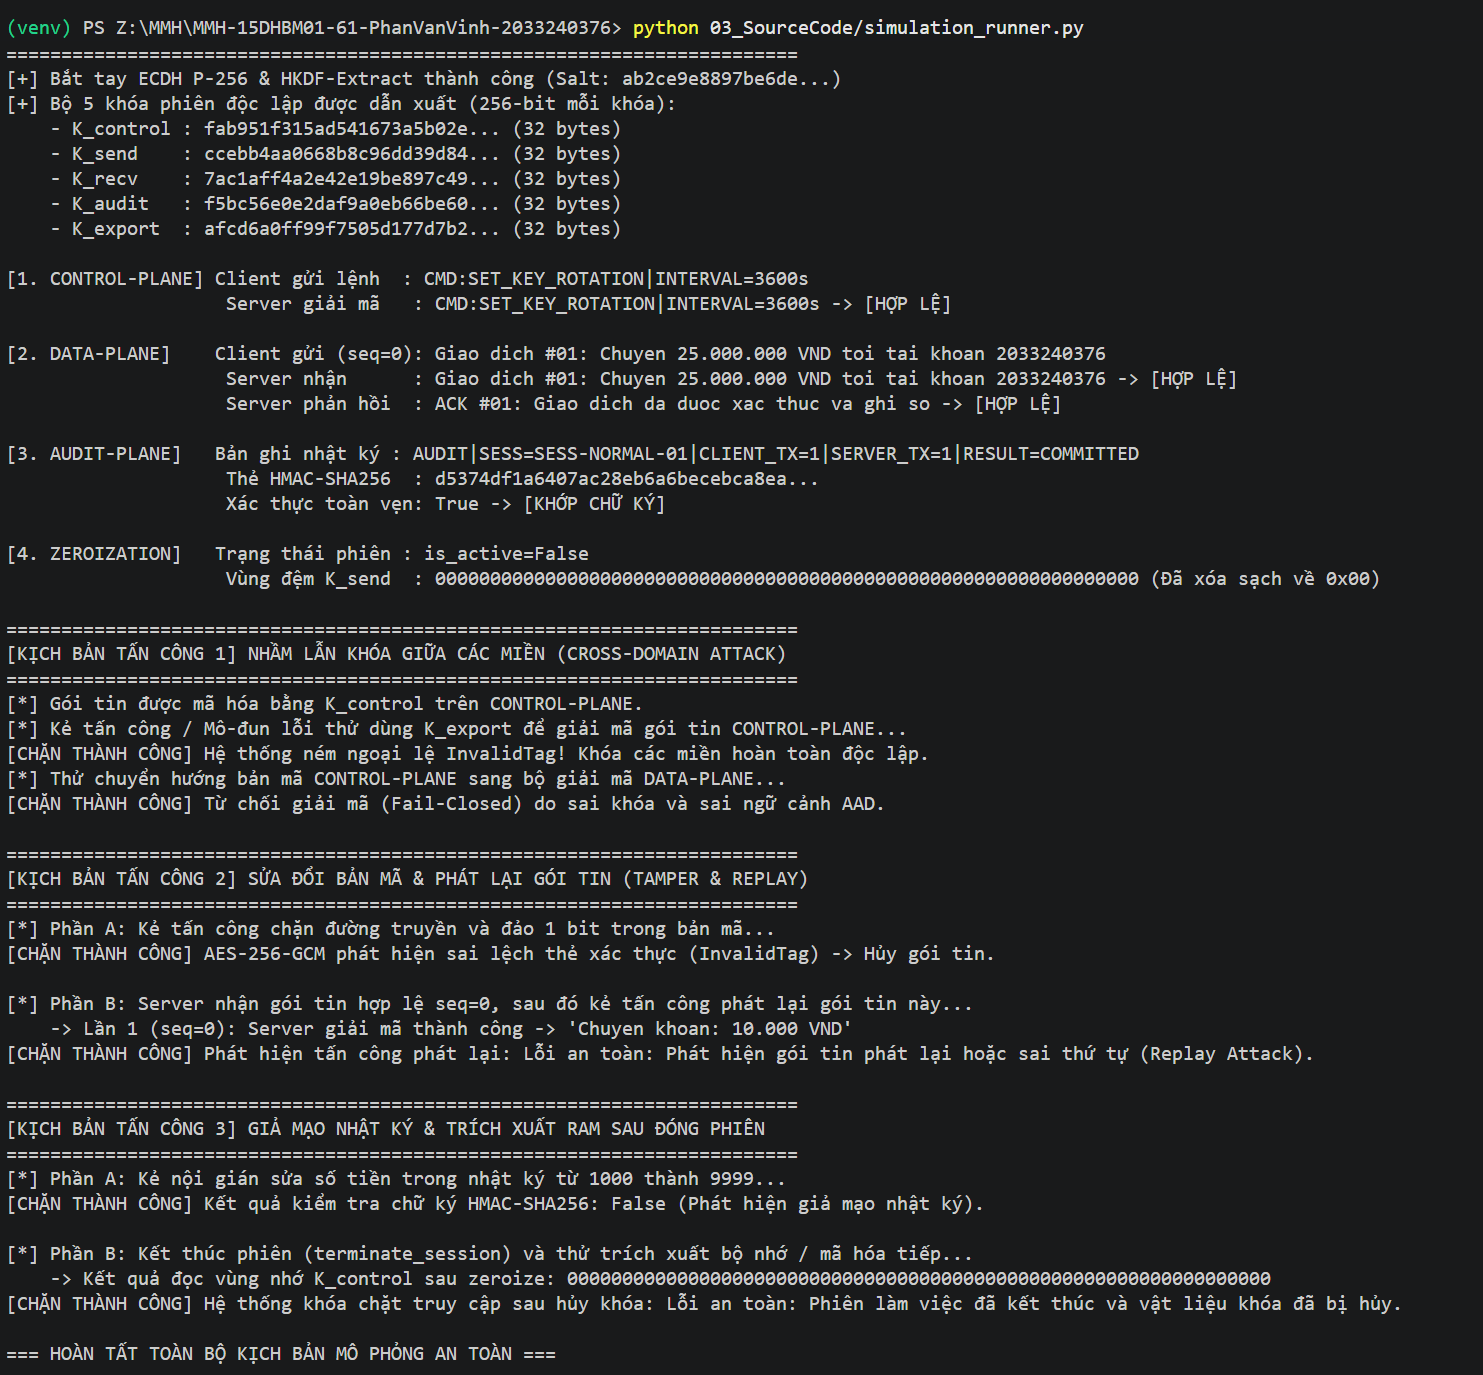 (venv) PS Z:\MMH\MMH-15DHBM01-61-PhanVanVinh-2033240376> python 03_SourceCode/simulation_runner.py
========================================================================
[+] Bắt tay ECDH P-256 & HKDF-Extract thành công (Salt: ab2ce9e8897be6de...)
[+] Bộ 5 khóa phiên độc lập được dẫn xuất (256-bit mỗi khóa):
    - K_control : fab951f315ad541673a5b02e... (32 bytes)
    - K_send    : ccebb4aa0668b8c96dd39d84... (32 bytes)
    - K_recv    : 7ac1aff4a2e42e19be897c49... (32 bytes)
    - K_audit   : f5bc56e0e2daf9a0eb66be60... (32 bytes)
    - K_export  : afcd6a0ff99f7505d177d7b2... (32 bytes)

[1. CONTROL-PLANE] Client gửi lệnh  : CMD:SET_KEY_ROTATION|INTERVAL=3600s
                    Server giải mã   : CMD:SET_KEY_ROTATION|INTERVAL=3600s -> [HỢP LỆ]

[2. DATA-PLANE]    Client gửi (seq=0): Giao dich #01: Chuyen 25.000.000 VND toi tai khoan 2033240376
                    Server nhận      : Giao dich #01: Chuyen 25.000.000 VND toi tai khoan 2033240376 -> [HỢP LỆ]
                    Server phản hồi  : ACK #01: Giao dich da duoc xac thuc va ghi so -> [HỢP LỆ]

[3. AUDIT-PLANE]   Bản ghi nhật ký : AUDIT|SESS=SESS-NORMAL-01|CLIENT_TX=1|SERVER_TX=1|RESULT=COMMITTED
                    Thẻ HMAC-SHA256  : d5374df1a6407ac28eb6a6becebca8ea...
                    Xác thực toàn vẹn: True -> [KHỚP CHỮ KÝ]

[4. ZEROIZATION]   Trạng thái phiên : is_active=False
                    Vùng đệm K_send  : 0000000000000000000000000000000000000000000000000000000000000000 (Đã xóa sạch về 0x00)

========================================================================
[KỊCH BẢN TẤN CÔNG 1] NHẦM LẪN KHÓA GIỮA CÁC MIỀN (CROSS-DOMAIN ATTACK)
========================================================================
[*] Gói tin được mã hóa bằng K_control trên CONTROL-PLANE.
[*] Kẻ tấn công / Mô-đun lỗi thử dùng K_export để giải mã gói tin CONTROL-PLANE...
[CHẶN THÀNH CÔNG] Hệ thống ném ngoại lệ InvalidTag! Khóa các miền hoàn toàn độc lập.
[*] Thử chuyển hướng bản mã CONTROL-PLANE sang bộ giải mã DATA-PLANE...
[CHẶN THÀNH CÔNG] Từ chối giải mã (Fail-Closed) do sai khóa và sai ngữ cảnh AAD.

========================================================================
[KỊCH BẢN TẤN CÔNG 2] SỬA ĐỔI BẢN MÃ & PHÁT LẠI GÓI TIN (TAMPER & REPLAY)
========================================================================
[*] Phần A: Kẻ tấn công chặn đường truyền và đảo 1 bit trong bản mã...
[CHẶN THÀNH CÔNG] AES-256-GCM phát hiện sai lệch thẻ xác thực (InvalidTag) -> Hủy gói tin.

[*] Phần B: Server nhận gói tin hợp lệ seq=0, sau đó kẻ tấn công phát lại gói tin này...
    -> Lần 1 (seq=0): Server giải mã thành công -> 'Chuyen khoan: 10.000 VND'
[CHẶN THÀNH CÔNG] Phát hiện tấn công phát lại: Lỗi an toàn: Phát hiện gói tin phát lại hoặc sai thứ tự (Replay Attack).

========================================================================
[KỊCH BẢN TẤN CÔNG 3] GIẢ MẠO NHẬT KÝ & TRÍCH XUẤT RAM SAU ĐÓNG PHIÊN
========================================================================
[*] Phần A: Kẻ nội gián sửa số tiền trong nhật ký từ 1000 thành 9999...
[CHẶN THÀNH CÔNG] Kết quả kiểm tra chữ ký HMAC-SHA256: False (Phát hiện giả mạo nhật ký).

[*] Phần B: Kết thúc phiên (terminate_session) và thử trích xuất bộ nhớ / mã hóa tiếp...
    -> Kết quả đọc vùng nhớ K_control sau zeroize: 0000000000000000000000000000000000000000000000000000000000000000
[CHẶN THÀNH CÔNG] Hệ thống khóa chặt truy cập sau hủy khóa: Lỗi an toàn: Phiên làm việc đã kết thúc và vật liệu khóa đã bị hủy.

=== HOÀN TẤT TOÀN BỘ KỊCH BẢN MÔ PHỎNG AN TOÀN ===